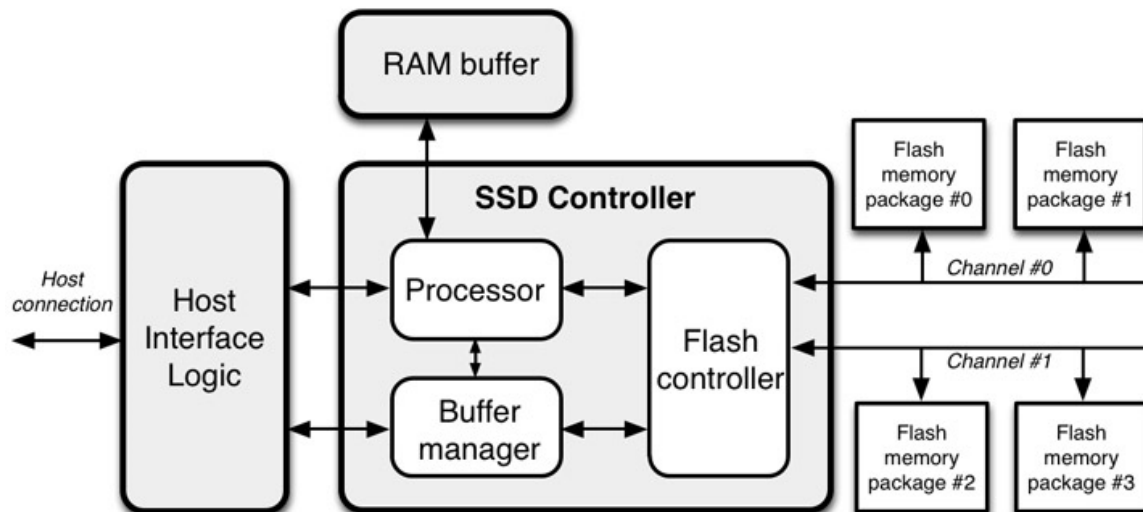 RAM buffer
SSD Controller
Host
connection
Host
Interface
Logic
Processor
Buffer
manager
Flash
controller
Flash
memory
package #0
Flash
memory
package #1
Channel #0
Channel #1
Flash
memory
package #2
Flash
memory
package #3